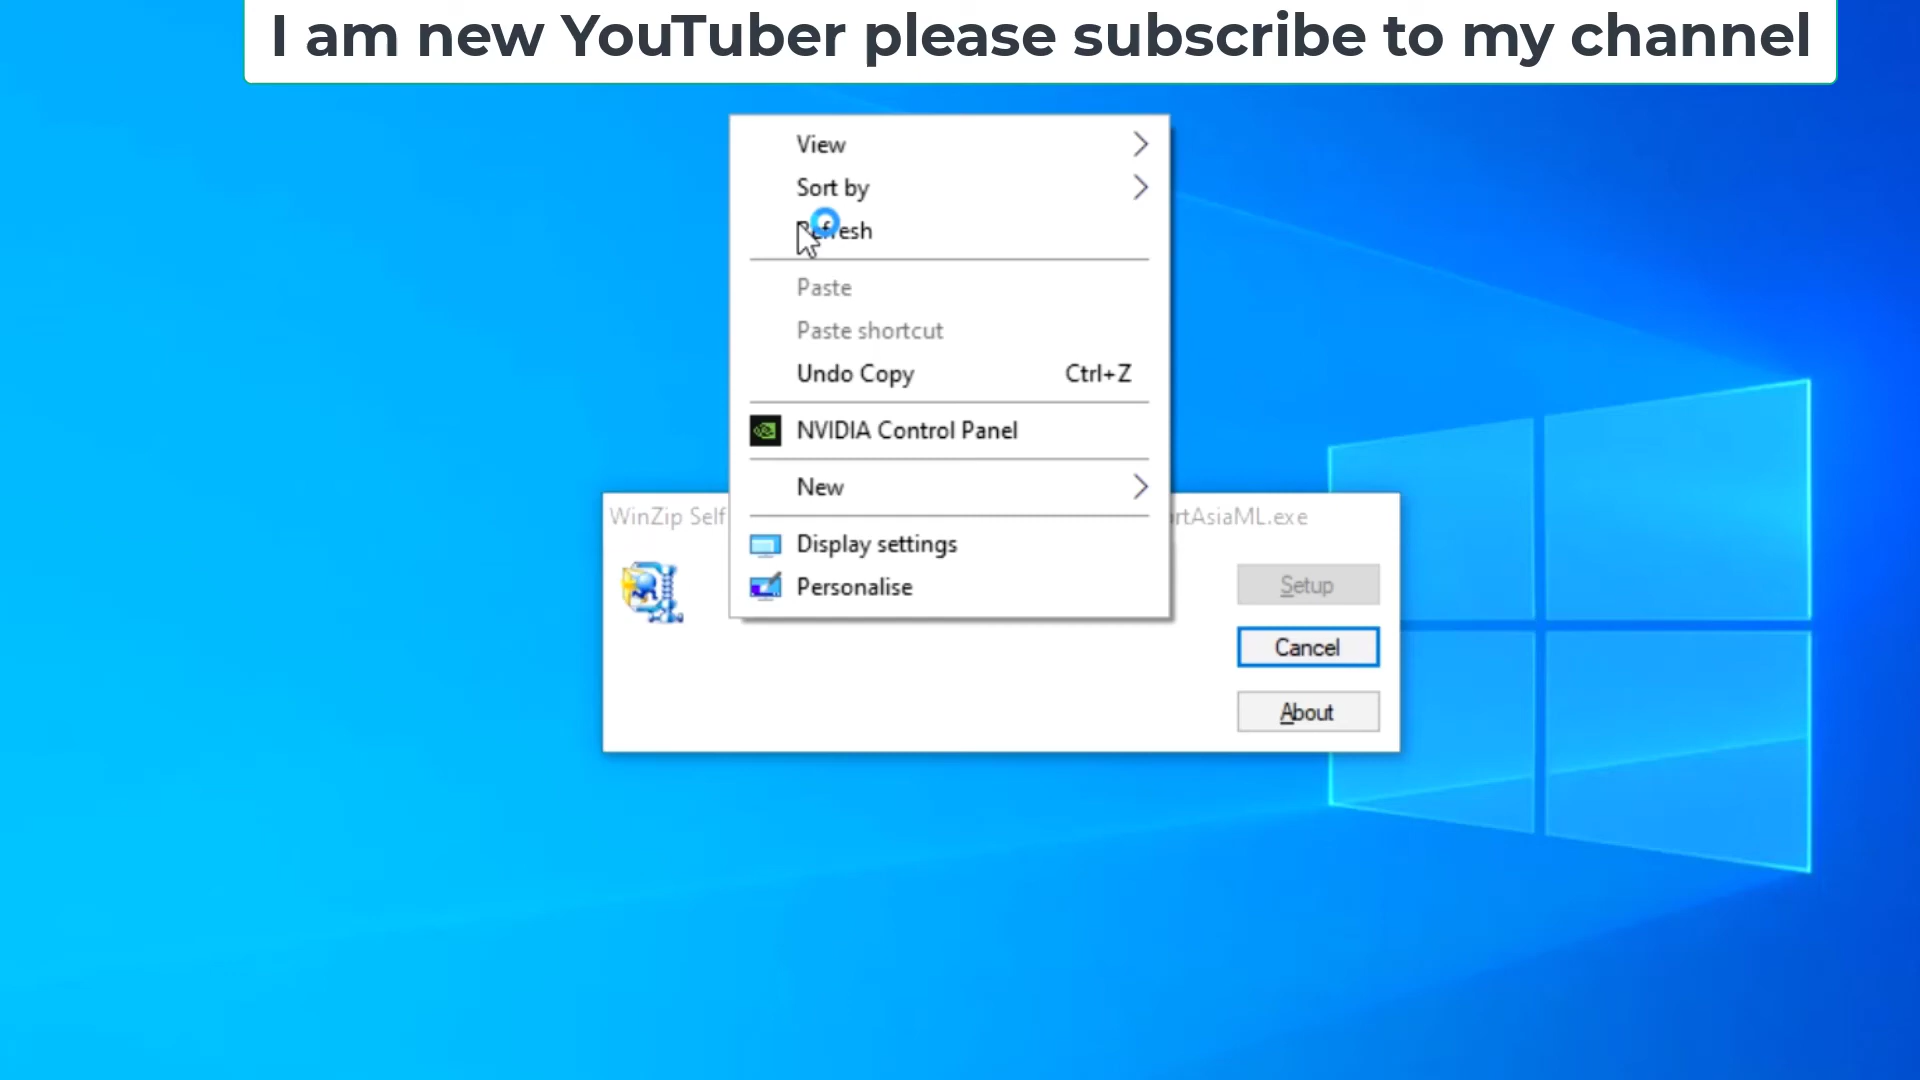 I am new YouTuber please subscribe to my channel
View
Sort by
Refresh
Paste
Paste shortcut
Undo Copy Ctrl+Z
NVIDIA Control Panel
New
WinZip Self rtAsiaML.exe
Display settings
Personalise
Setup
Cancel
About